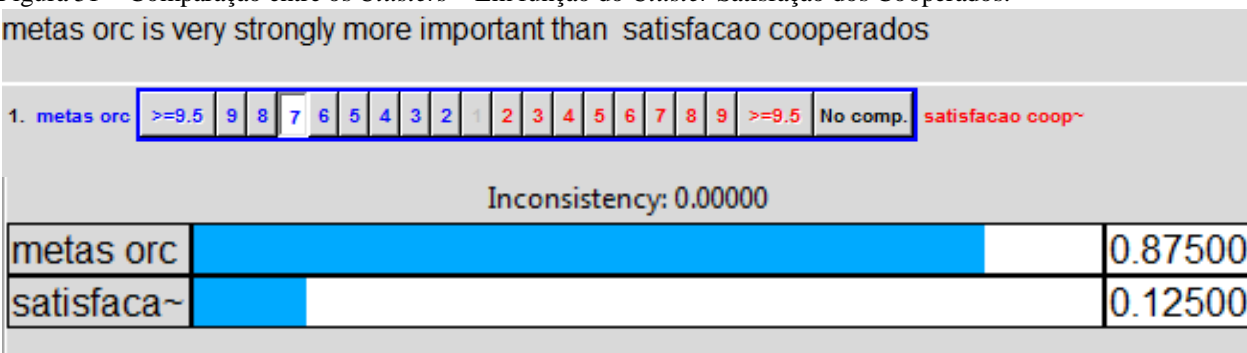 metas orc is very strongly more important than satisfacao cooperados
1. metas orc >=9.5 9 8 7 6 5 4 3 2 1 2 3 4 5 6 7 8 9 >=9.5 No comp. satisfacao coop~
Inconsistency: 0.00000
metas orc 0.87500
satisfaca~ 0.12500